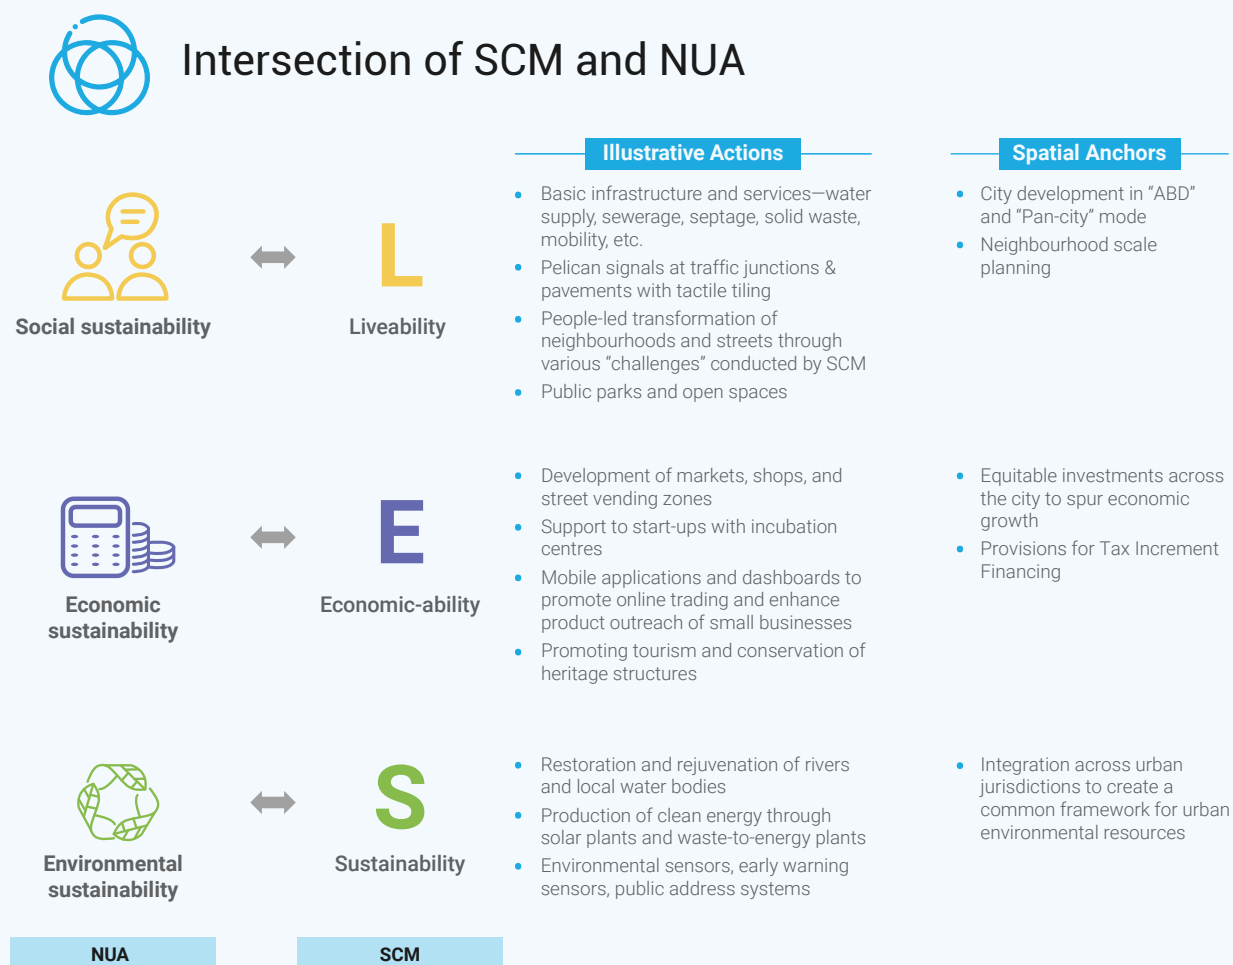 Intersection of SCM and NUA
Illustrative Actions
Spatial Anchors
Social sustainability
L
Liveability
• Basic infrastructure and services—water
supply, sewerage, septage, solid waste,
mobility, etc.
• Pelican signals at traffic junctions &
pavements with tactile tiling
• People-led transformation of
neighbourhoods and streets through
various “challenges” conducted by SCM
• Public parks and open spaces
• City development in “ABD”
and “Pan-city” mode
• Neighbourhood scale
planning
Economic
sustainability
E
Economic-ability
• Development of markets, shops, and
street vending zones
• Support to start-ups with incubation
centres
• Mobile applications and dashboards to
promote online trading and enhance
product outreach of small businesses
• Promoting tourism and conservation of
heritage structures
• Equitable investments across
the city to spur economic
growth
• Provisions for Tax Increment
Financing
Environmental
sustainability
S
Sustainability
• Restoration and rejuvenation of rivers
and local water bodies
• Production of clean energy through
solar plants and waste-to-energy plants
• Environmental sensors, early warning
sensors, public address systems
• Integration across urban
jurisdictions to create a
common framework for urban
environmental resources
NUA
SCM